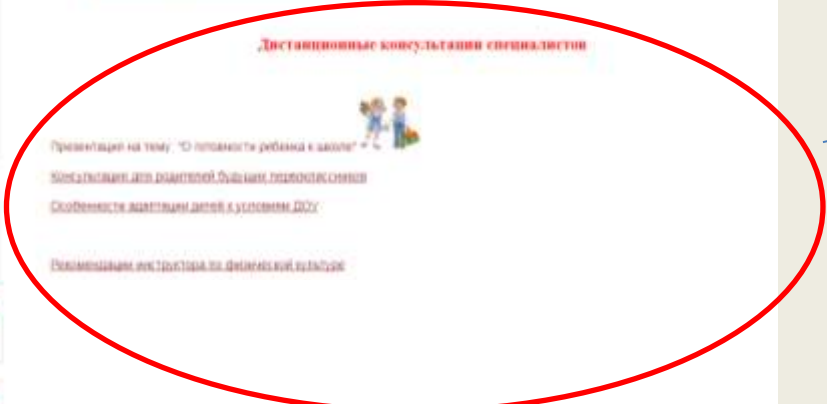 Дистанционные консультации специалистов
Презентация на тему: "О готовности ребенка к школе"
Консультация для родителей будущих первоклассников
Особенности адаптации детей к условиям ДОУ
Рекомендации инструктора по физической культуре